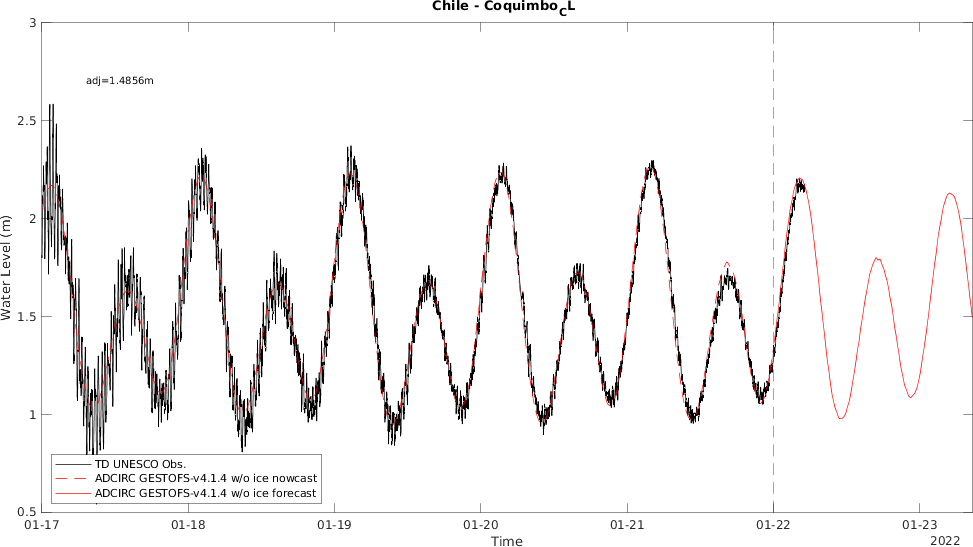 Chile - Coquimbo_CL
adj=1.4856m
Water Level (m)
3
2.5
2
1.5
1
0.5
TD UNESCO Obs.
ADCIRC GESTOFS-v4.1.4 w/o ice nowcast
ADCIRC GESTOFS-v4.1.4 w/o ice forecast
01-17 01-18 01-19 01-20 01-21 01-22 01-23
Time
2022